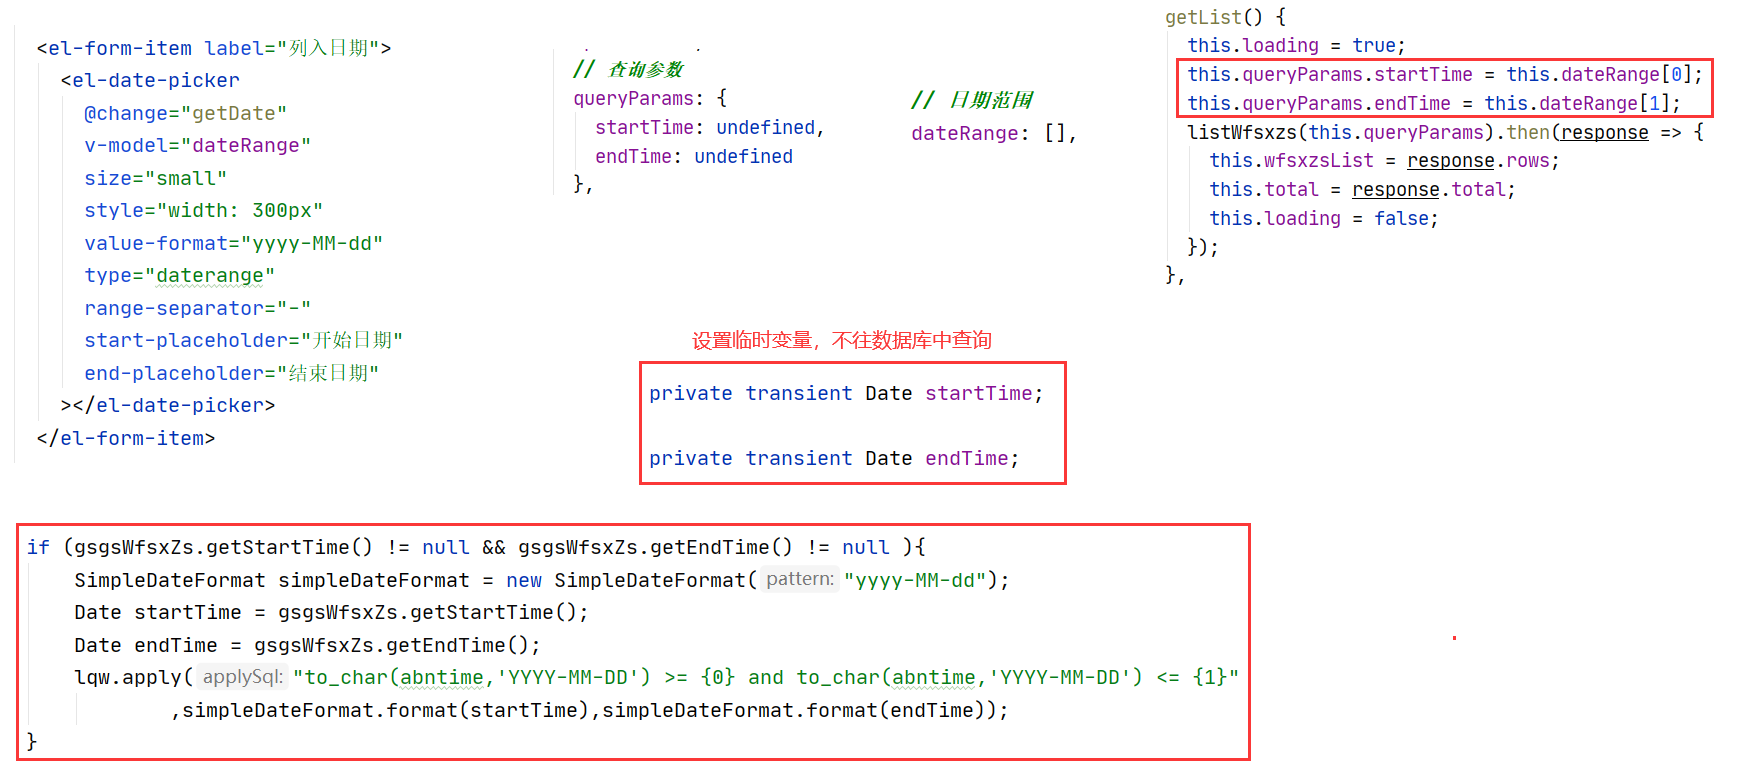 <el-form-item label="列入日期">
<el-date-picker
@change="getDate"
v-model="dateRange"
size="small"
style="width: 300px"
value-format="yyyy-MM-dd"
type="daterange"
range-separator="-"
start-placeholder="开始日期"
end-placeholder="结束日期"
></el-date-picker>
</el-form-item>
// 查询参数
queryParams: {
startTime: undefined,
endTime: undefined
},
// 日期范围
dateRange: [],
getList() {
this.loading = true;
this.queryParams.startTime = this.dateRange[0];
this.queryParams.endTime = this.dateRange[1];
listWfsxzs(this.queryParams).then(response => {
this.wfsxzsList = response.rows;
this.total = response.total;
this.loading = false;
});
},
设置临时变量，不往数据库中查询
private transient Date startTime;
private transient Date endTime;
if (gsgsWfsxZs.getStartTime() != null && gsgsWfsxZs.getEndTime() != null ){
SimpleDateFormat simpleDateFormat = new SimpleDateFormat( pattern: "yyyy-MM-dd");
Date startTime = gsgsWfsxZs.getStartTime();
Date endTime = gsgsWfsxZs.getEndTime();
lqw.apply( applySql: "to_char(abntime,'YYYY-MM-DD') >= {0} and to_char(abntime,'YYYY-MM-DD') <= {1}"
,simpleDateFormat.format(startTime),simpleDateFormat.format(endTime));
}